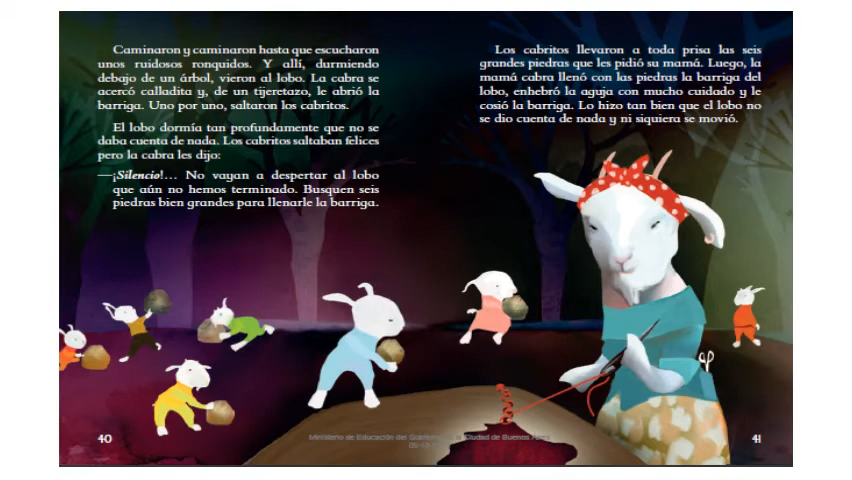 Caminaron y caminaron hasta que escucharon
unos ruidosos ronquidos. Y allí, durmiendo
debajo de un árbol, vieron al lobo. La cabra se
acercó calladita y, de un tijeretazo, le abrió la
barriga. Uno por uno, saltaron los cabritos.
El lobo dormía tan profundamente que no se
daba cuenta de nada. Los cabritos saltaban felices
pero la cabra les dijo:
—¡Silencio!... No vayan a despertar al lobo
que aún no hemos terminado. Busquen seis
piedras bien grandes para llenarle la barriga.
40
Los cabritos llevaron a toda prisa las seis
grandes piedras que les pidió su mamá. Luego, la
mamá cabra llenó con las piedras la barriga del
lobo, enhebró la aguja con mucho cuidado y le
cosió la barriga. Lo hizo tan bien que el lobo no
se dio cuenta de nada y ni siquiera se movió.
41
Ministerio de Educación del Ciudad de Buenos